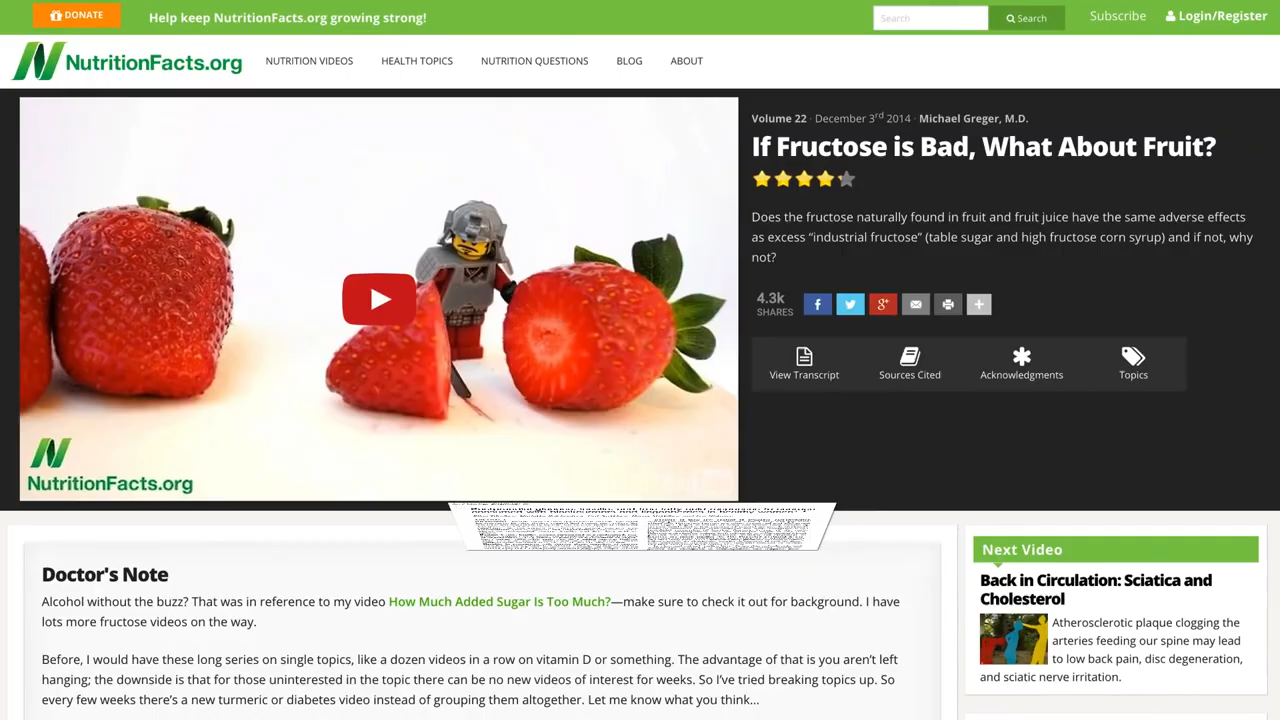 DONATE
Help keep NutritionFacts.org growing strong!
Search
Search
Subscribe
Login/Register
NutritionFacts.org
NUTRITION VIDEOS
HEALTH TOPICS
NUTRITION QUESTIONS
BLOG
ABOUT
Volume 22 · December 3rd 2014 · Michael Greger, M.D.
If Fructose is Bad, What About Fruit?
Does the fructose naturally found in fruit and fruit juice have the same adverse effects
as excess “industrial fructose” (table sugar and high fructose corn syrup) and if not, why
not?
4.3k
SHARES
View Transcript
Sources Cited
Acknowledgments
Topics
NutritionFacts.org
Doctor's Note
Alcohol without the buzz? That was in reference to my video How Much Added Sugar Is Too Much?—make sure to check it out for background. I have
lots more fructose videos on the way.
Before, I would have these long series on single topics, like a dozen videos in a row on vitamin D or something. The advantage of that is you aren’t left
hanging; the downside is that for those uninterested in the topic there can be no new videos of interest for weeks. So I’ve tried breaking topics up. So
every few weeks there’s a new turmeric or diabetes video instead of grouping them altogether. Let me know what you think...
Next Video
Back in Circulation: Sciatica and
Cholesterol
Atherosclerotic plaque clogging the
arteries feeding our spine may lead
to low back pain, disc degeneration,
and sciatic nerve irritation.